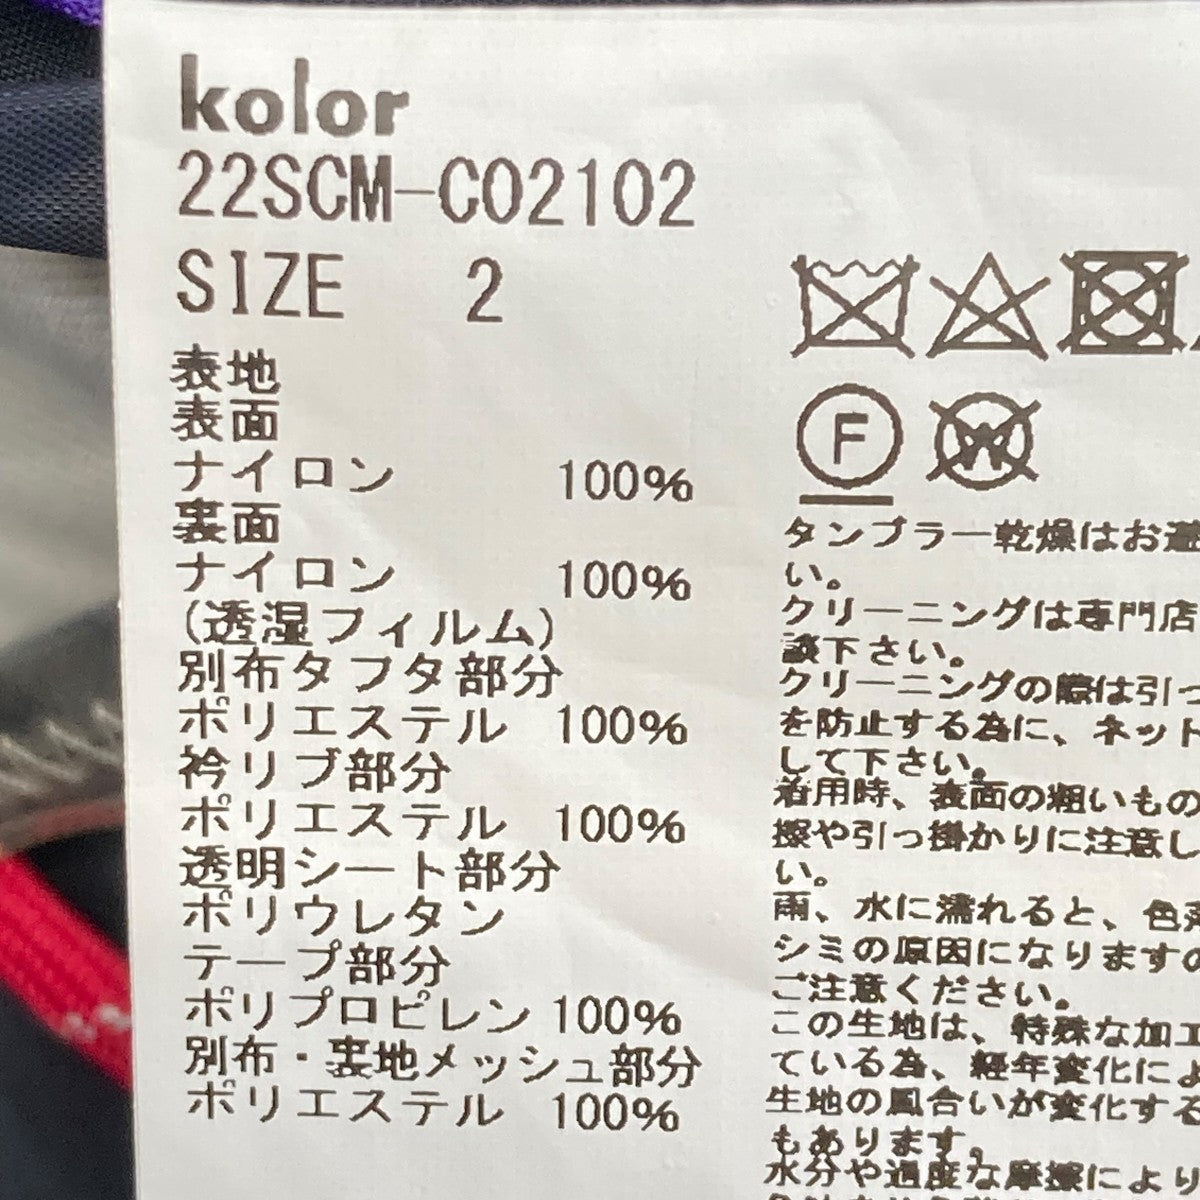 kolor
22SCM-C02102
SIZE 2
表地
表面
ナイロン 100%
裏面
ナイロン 100%
(透湿フィルム)
別布タフタ部分
ポリエステル 100%
衿リブ部分
ポリエステル 100%
透明シート部分
ポリウレタン
テープ部分
ポリプロピレン 100%
別布・裏地メッシュ部分
ポリエステル 100%
F
W
タンブラー乾燥はお避
い。
クリーニングは専門店
談下さい。
クリーニングの際は引っ
を防止する為に、ネット
して下さい。
着用時、表面の粗いもの
擦や引っ掛かりに注意し
い。
雨、水に濡れると、色落
シミの原因になりますの
ご注意ください。
この生地は、特殊な加工
ている為、経年変化によ
生地の風合いが変化する
もあります。
水分や過度な摩擦により